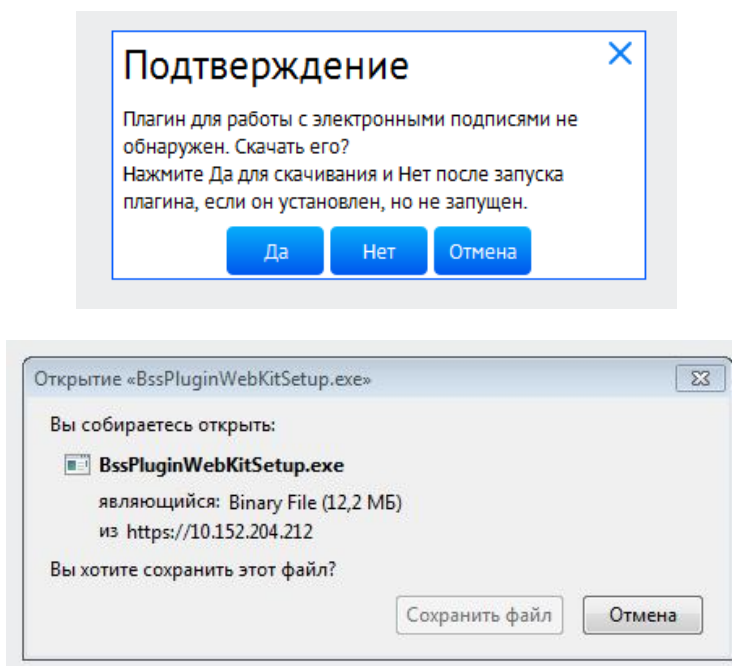 Подтверждение
Плагин для работы с электронными подписями не
обнаружен. Скачать его?
Нажмите Да для скачивания и Нет после запуска
плагина, если он установлен, но не запущен.
Да Нет Отмена
Открытие «BssPluginWebKitSetup.exe»
Вы собираетесь открыть:
BssPluginWebKitSetup.exe
являющийся: Binary File (12,2 МБ)
из https://10.152.204.212
Вы хотите сохранить этот файл?
Сохранить файл Отмена